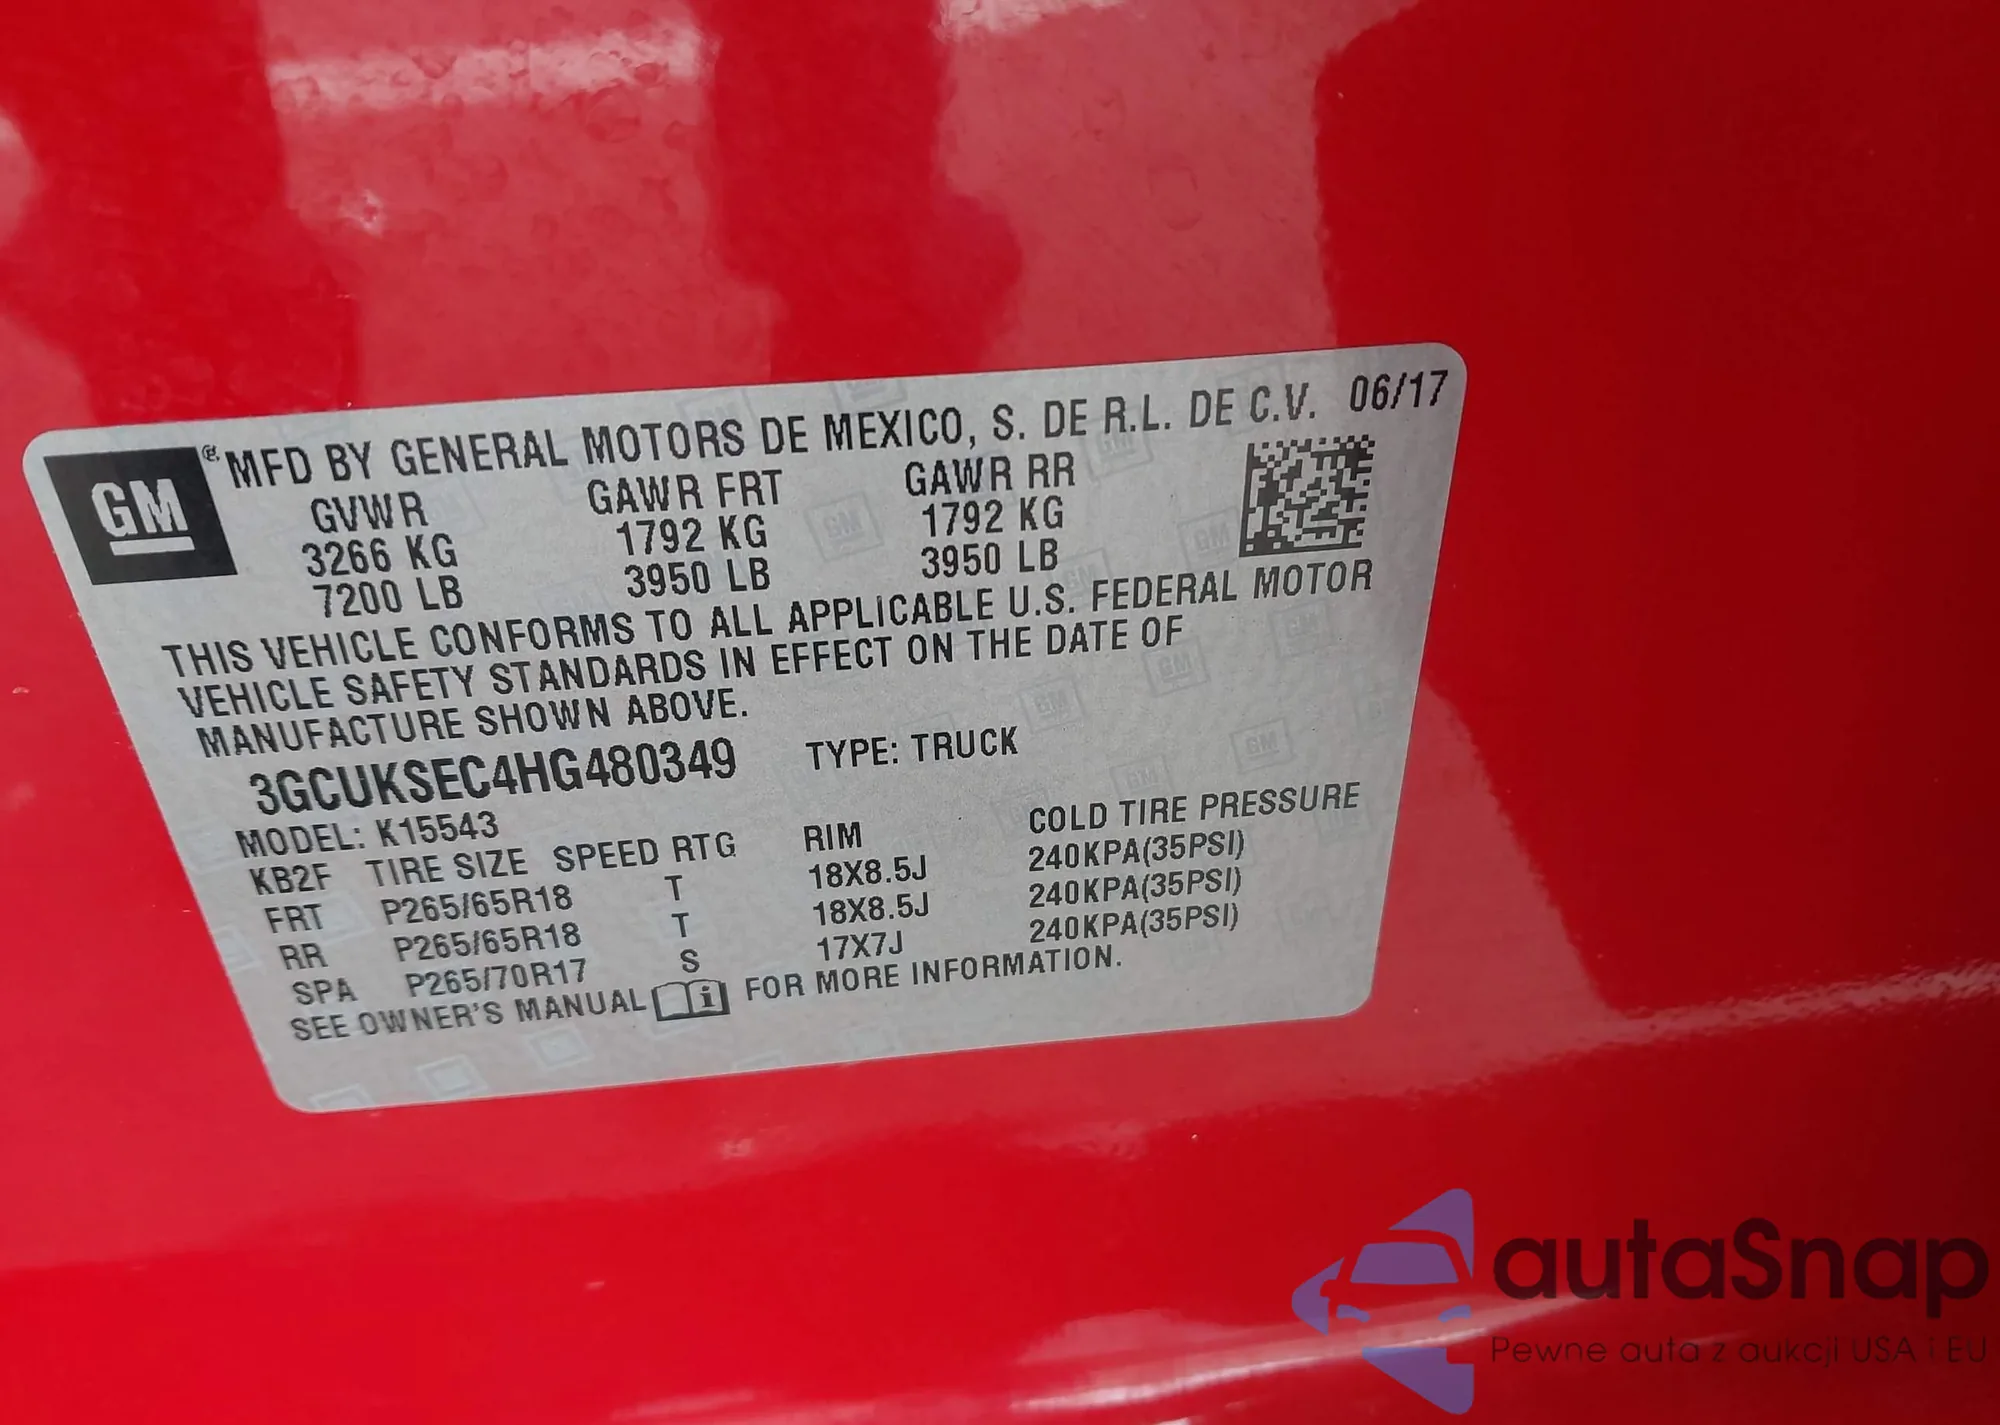 GM ® MFD BY GENERAL MOTORS DE MEXICO, S. DE R.L. DE C.V. 06/17
GVWR GAWR FRT GAWR RR
3266 KG 1792 KG 1792 KG
7200 LB 3950 LB 3950 LB
THIS VEHICLE CONFORMS TO ALL APPLICABLE U.S. FEDERAL MOTOR
VEHICLE SAFETY STANDARDS IN EFFECT ON THE DATE OF
MANUFACTURE SHOWN ABOVE.
3GCUKSEC4HG480349 TYPE: TRUCK
MODEL: K15543
KB2F TIRE SIZE SPEED RTG RIM COLD TIRE PRESSURE
FRT P265/65R18 T 18X8.5J 240KPA(35PSI)
RR P265/65R18 T 18X8.5J 240KPA(35PSI)
SPA P265/70R17 S 17X7J 240KPA(35PSI)
SEE OWNER'S MANUAL i FOR MORE INFORMATION.
autaSnap
Pewne auta z aukcji USA i EU